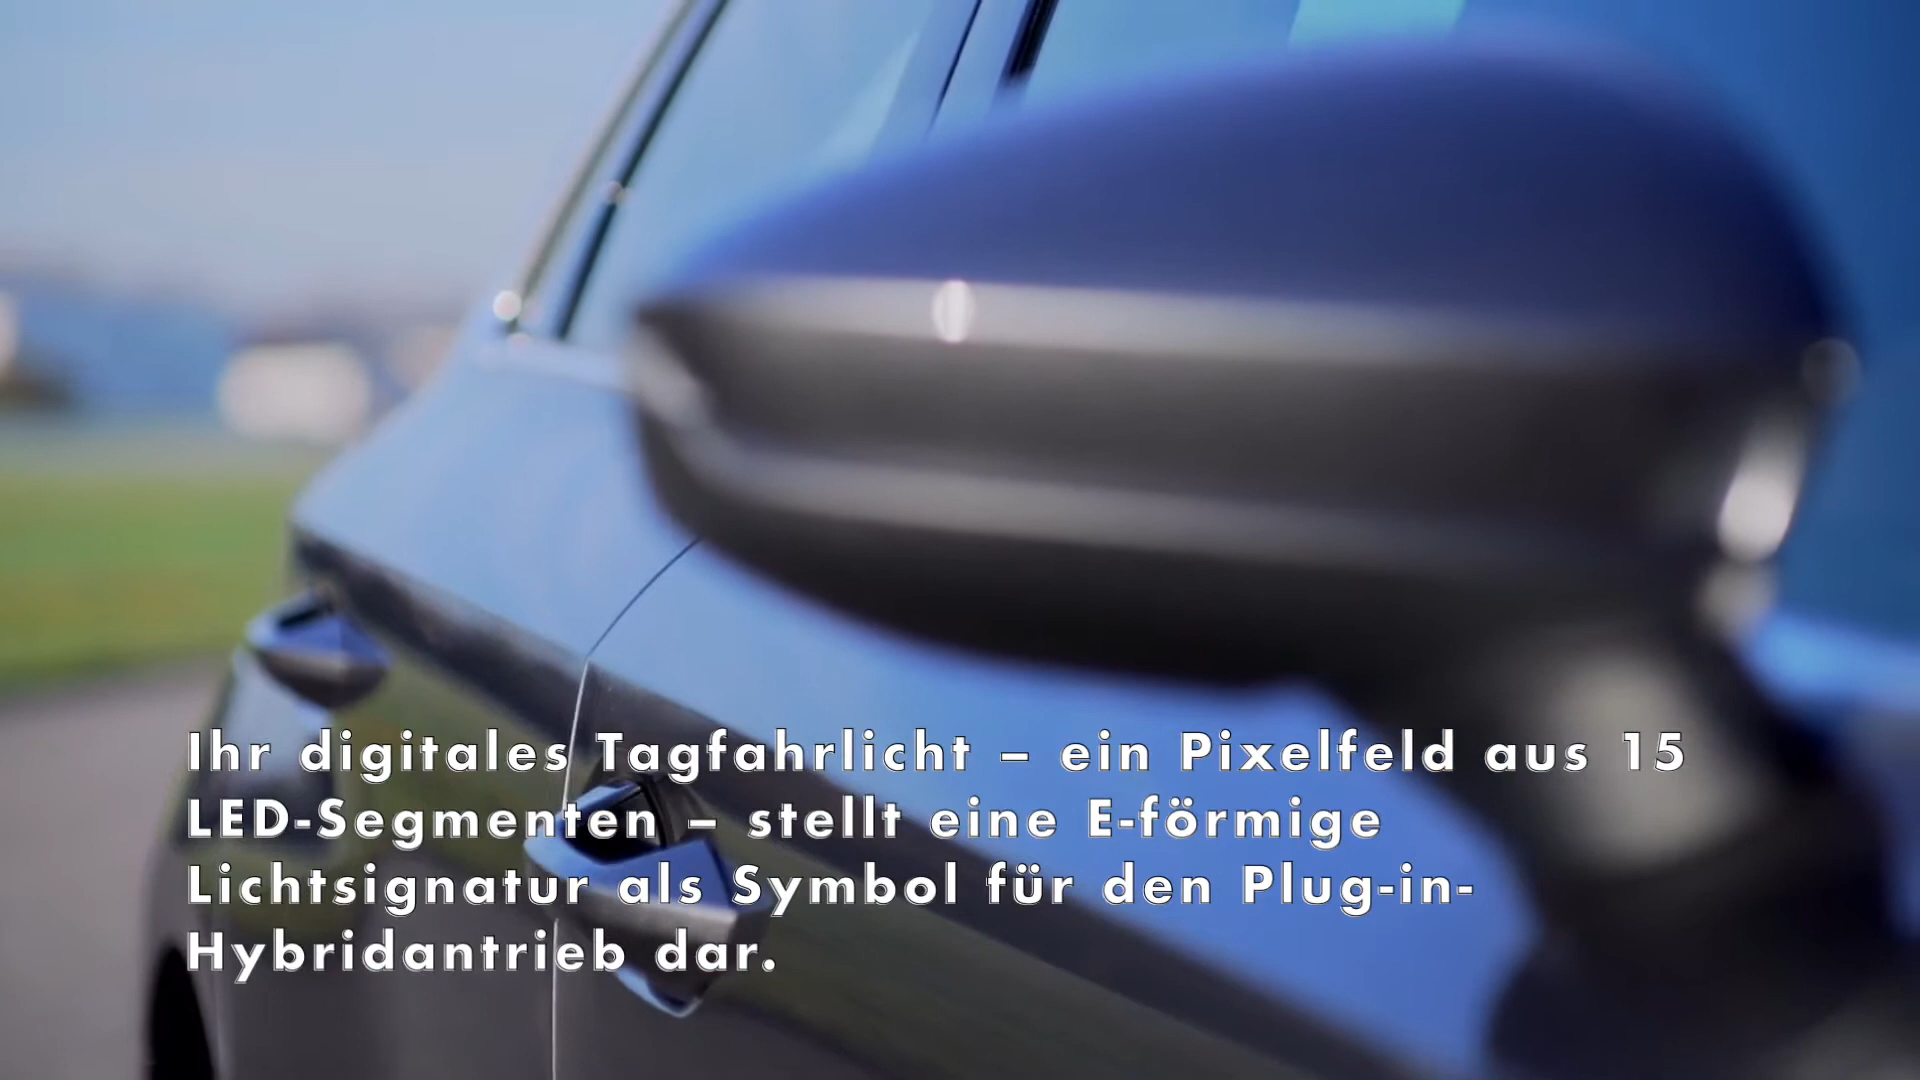 Ihr digitales Tagfahrlicht – ein Pixelfeld aus 15
LED-Segmenten – stellt eine E-förmige
Lichtsignatur als Symbol für den Plug-in-
Hybridantrieb dar.